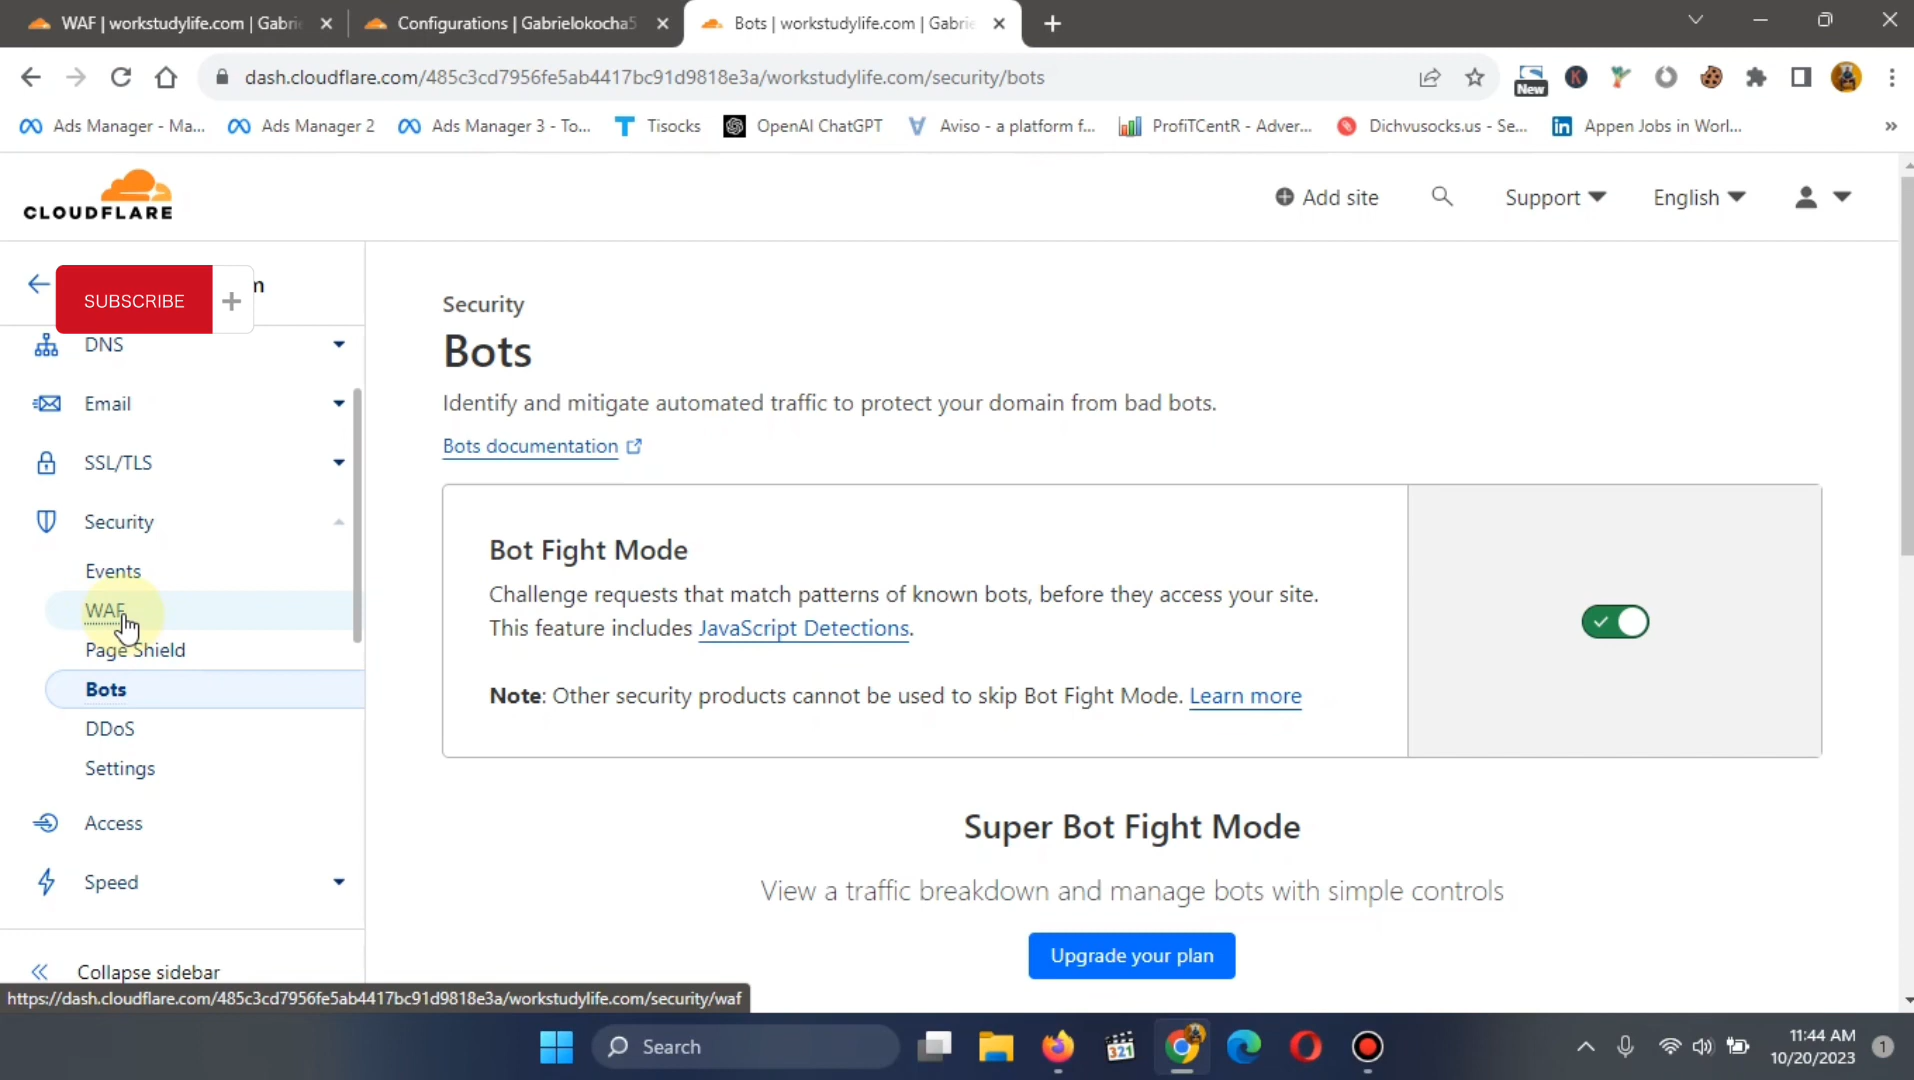 WAF | workstudylife.com | Gabri
Configurations | Gabrielokocha5
Bots | workstudylife.com | Gabrie
dash.cloudflare.com/485c3cd7956fe5ab4417bc91d9818e3a/workstudylife.com/security/bots
New
K
Ads Manager - Ma...
Ads Manager 2
Ads Manager 3 - To...
Tisocks
OpenAI ChatGPT
Aviso - a platform f...
ProfiTCentR - Adver...
Dichvusocks.us - Se...
Appen Jobs in Worl...
CLOUDFLARE
Add site
Support
English
SUBSCRIBE +
m
DNS
Email
SSL/TLS
Security
Events
WAF
Page Shield
Bots
DDoS
Settings
Access
Speed
Collapse sidebar
Security
Bots
Identify and mitigate automated traffic to protect your domain from bad bots.
Bots documentation
Bot Fight Mode
Challenge requests that match patterns of known bots, before they access your site.
This feature includes JavaScript Detections.
Note: Other security products cannot be used to skip Bot Fight Mode. Learn more
Super Bot Fight Mode
View a traffic breakdown and manage bots with simple controls
Upgrade your plan
https://dash.cloudflare.com/485c3cd7956fe5ab4417bc91d9818e3a/workstudylife.com/security/waf
Search
321
11:44 AM
10/20/2023
1